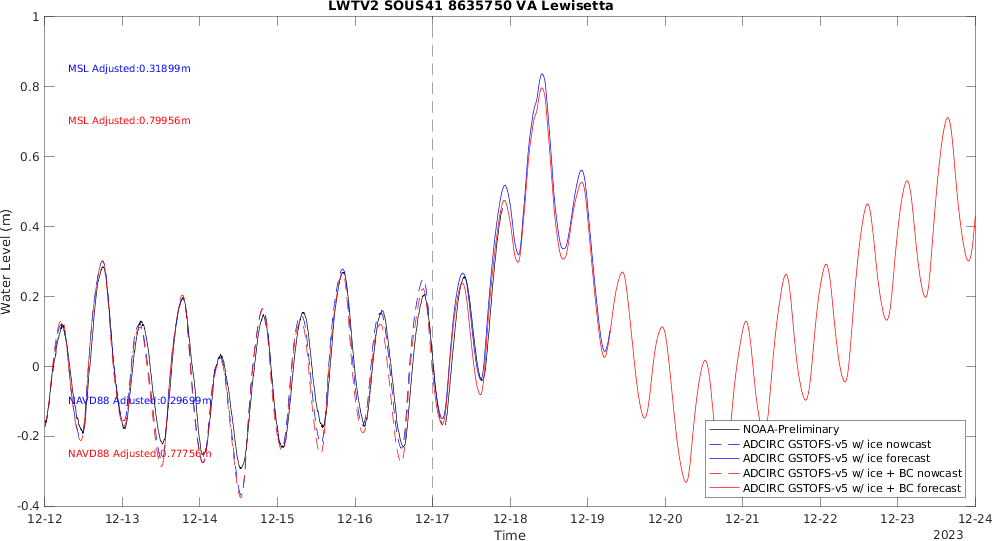 LWTV2 SOUS41 8635750 VA Lewisetta
MSL Adjusted:0.31899m
MSL Adjusted:0.79956m
NAVD88 Adjusted:0.29699m
NAVD88 Adjusted:0.77756m
Water Level (m)
1
0.8
0.6
0.4
0.2
0
-0.2
-0.4
NOAA-Preliminary
ADCIRC GSTOFS-v5 w/ ice nowcast
ADCIRC GSTOFS-v5 w/ ice forecast
ADCIRC GSTOFS-v5 w/ ice + BC nowcast
ADCIRC GSTOFS-v5 w/ ice + BC forecast
12-12 12-13 12-14 12-15 12-16 12-17 12-18 12-19 12-20 12-21 12-22 12-23 12-24
Time
2023